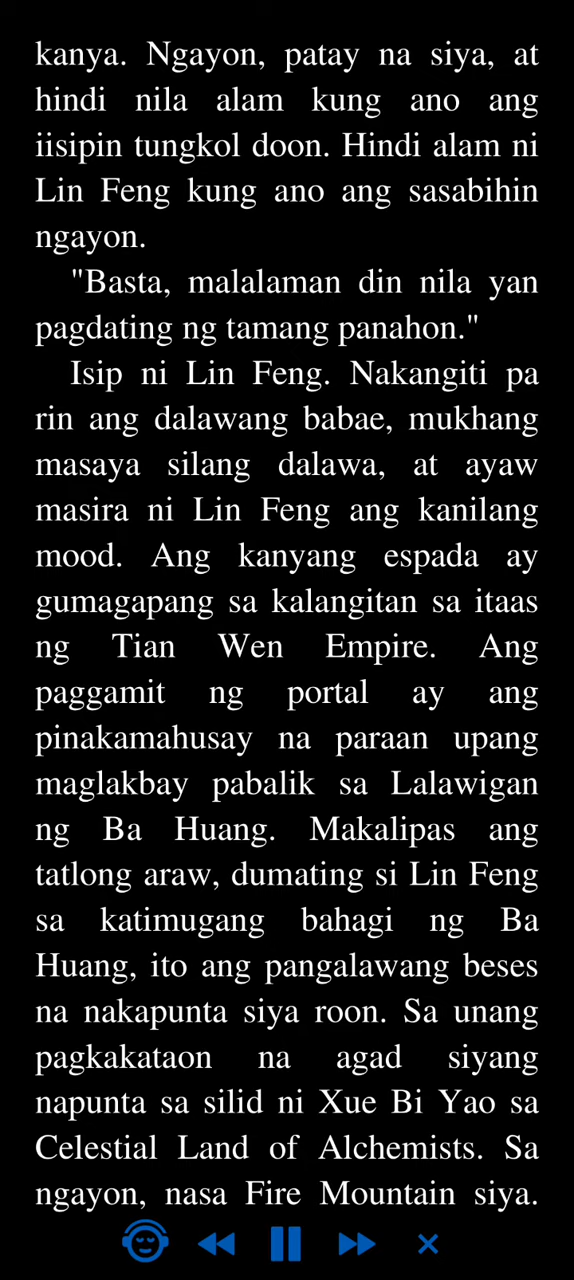 kanya. Ngayon, patay na siya, at
hindi nila alam kung ano ang
iisipin tungkol doon. Hindi alam ni
Lin Feng kung ano ang sasabihin
ngayon.
"Basta, malalaman din nila yan
pagdating ng tamang panahon."
Isip ni Lin Feng. Nakangiti pa
rin ang dalawang babae, mukhang
masaya silang dalawa, at ayaw
masira ni Lin Feng ang kanilang
mood. Ang kanyang espada ay
gumagapang sa kalangitan sa itaas
ng Tian Wen Empire. Ang
paggamit ng portal ay ang
pinakamahusay na paraan upang
maglakbay pabalik sa Lalawigan
ng Ba Huang. Makalipas ang
tatlong araw, dumating si Lin Feng
sa katimugang bahagi ng Ba
Huang, ito ang pangalawang beses
na nakapunta siya roon. Sa unang
pagkakataon na agad siyang
napunta sa silid ni Xue Bi Yao sa
Celestial Land of Alchemists. Sa
ngayon, nasa Fire Mountain siya.